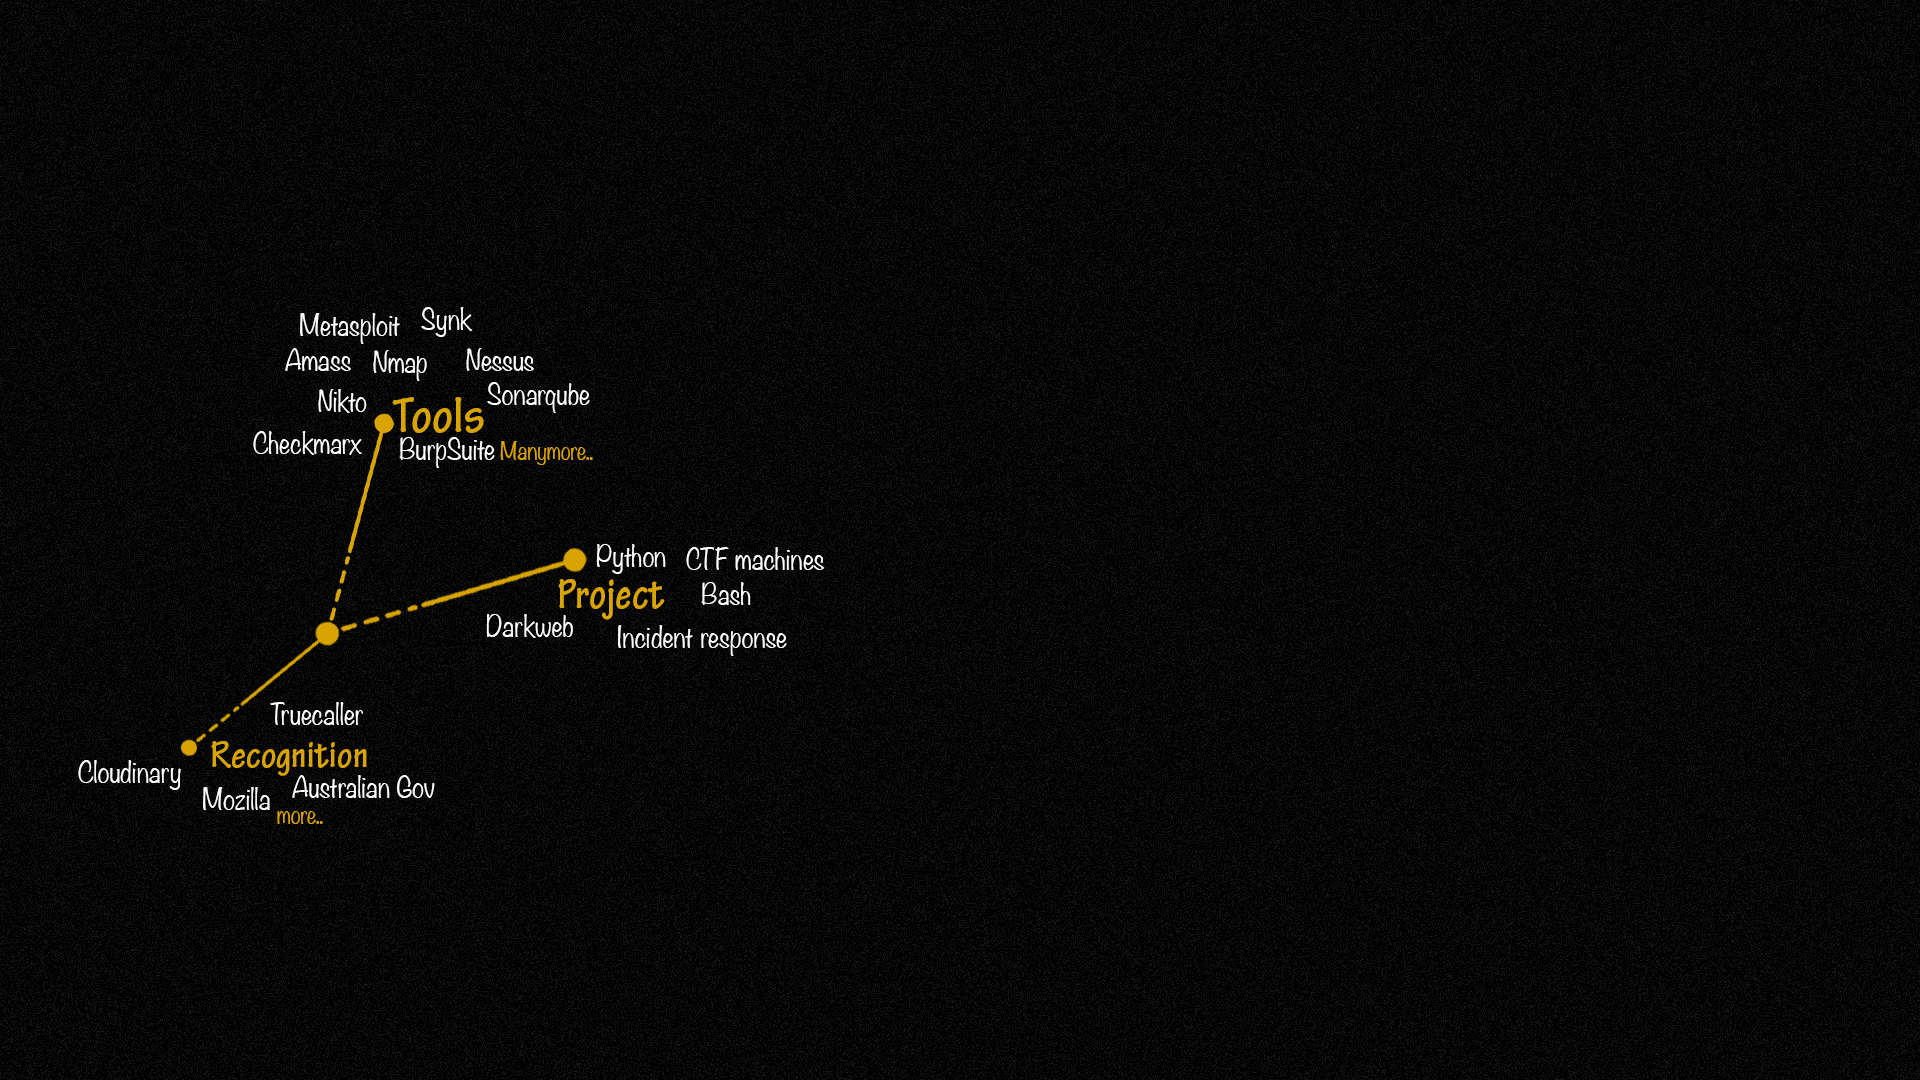 Metasploit Synk
Amass Nmap Nessus
Nikto Tools Sonarqube
Checkmarx BurpSuite Manymore..
Python CTF machines
Project Bash
Darkweb Incident response
Truecaller
Recognition
Cloudinary Australian Gov
Mozilla more..